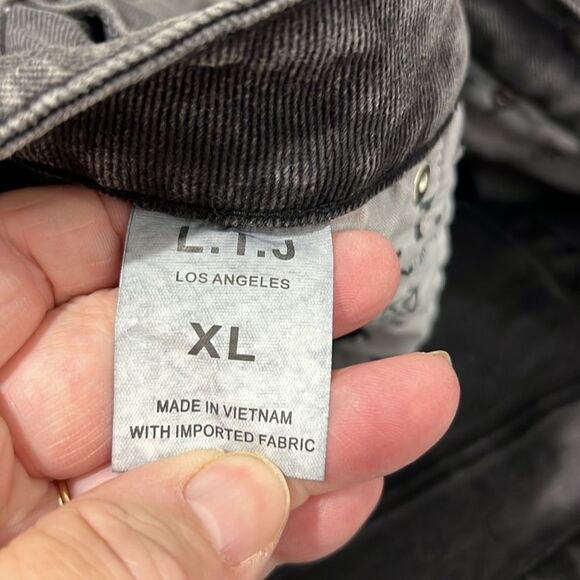 L.T.J
LOS ANGELES
XL
MADE IN VIETNAM
WITH IMPORTED FABRIC